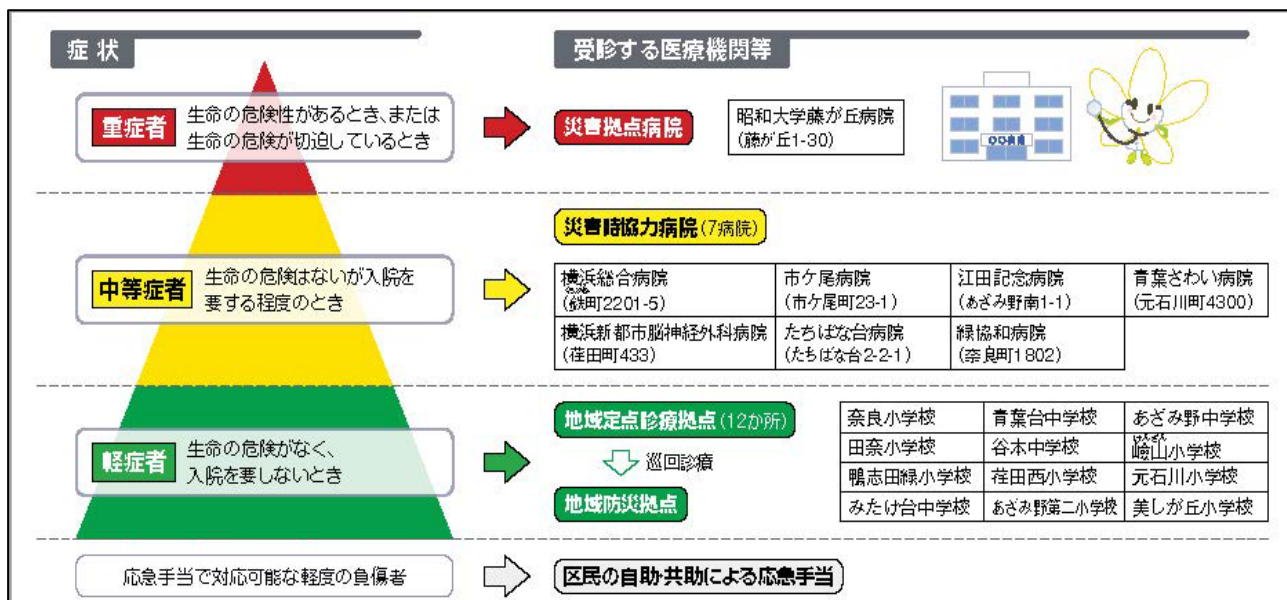 症状
受診する医療機関等
重症者
生命の危険性があるとき、または
生命の危険が切迫しているとき
災害拠点病院
昭和大学藤が丘病院
(藤が丘1-30)
〇〇病院
災害時協力病院(7病院)
中等症者
生命の危険はないが入院を
要する程度のとき
横浜総合病院
(鉄町2201-5)
市ケ尾病院
(市ケ尾町23-1)
江田記念病院
(あざみ野南1-1)
青葉さわい病院
(元石川町4300)
横浜新都市脳神経外科病院
(荏田町433)
たちばな台病院
(たちばな台2-2-1)
緑協和病院
(奈良町1802)
軽症者
生命の危険がなく、
入院を要しないとき
地域定点診療拠点(12か所)
巡回診療
地域防災拠点
奈良小学校 青葉台中学校 あざみ野中学校
田奈小学校 谷本中学校 嶮山小学校
鴨志田緑小学校 荏田西小学校 元石川小学校
みたけ台中学校 あざみ野第二小学校 美しが丘小学校
応急手当で対応可能な軽度の負傷者
区民の自助・共助による応急手当